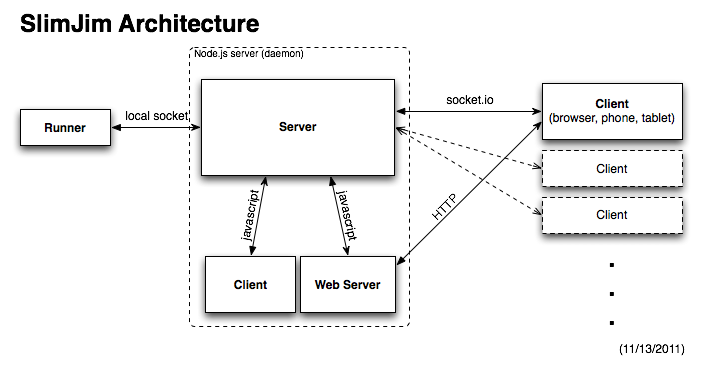 SlimJim Architecture
Node.js server (daemon)
Runner
local socket
Server
socket.io
Client
(browser, phone, tablet)
Client
Client
javascript
javascript
HTTP
Client
Web Server
(11/13/2011)